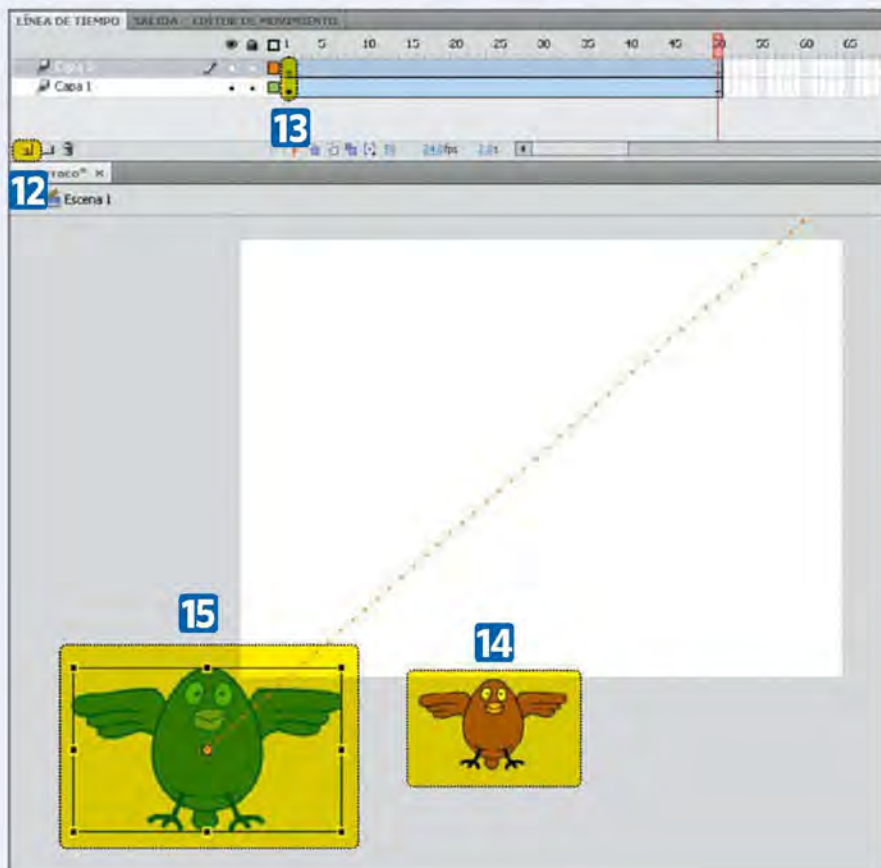 LÍNEA DE TIEMPO SALIDA EDITOR DE MOVIMIENTO
1 5 10 15 20 25 30 35 40 45 50 55 60 65
Capa 1
13
24.0fps
12
Escena 1
15
14